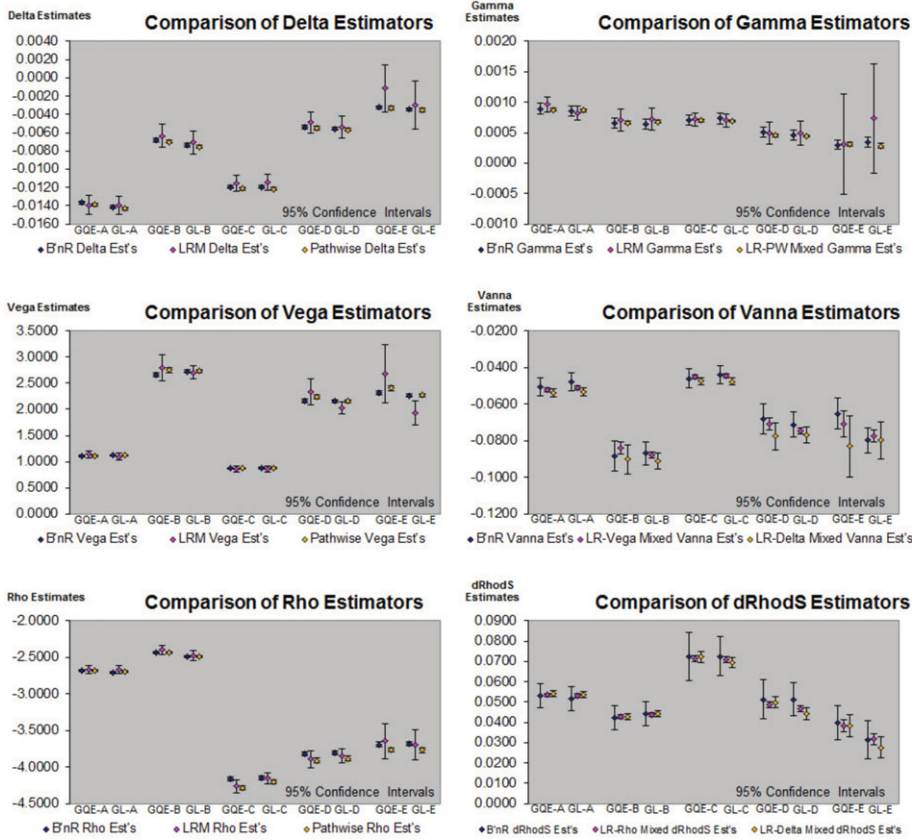 Delta Estimates
Comparison of Delta Estimators
0.0040
0.0020
0.0000
-0.0020
-0.0040
-0.0060
-0.0080
-0.0100
-0.0120
-0.0140
-0.0160
95% Confidence Intervals
GQE-A GL-A GQE-B GL-B GQE-C GL-C GQE-D GL-D GQE-E GL-E
B'nR Delta Est's LRM Delta Est's Pathwise Delta Est's
Gamma
Estimates
Comparison of Gamma Estimators
0.0020
0.0015
0.0010
0.0005
0.0000
-0.0005
-0.0010
95% Confidence Intervals
GQE-A GL-A GQE-B GL-B GQE-C GL-C GQE-D GL-D GQE-E GL-E
B'nR Gamma Est's LRM Gamma Est's LR-PW Mixed Gamma Est's
Vega Estimates
Comparison of Vega Estimators
3.5000
3.0000
2.5000
2.0000
1.5000
1.0000
0.5000
0.0000
95% Confidence Intervals
GQE-A GL-A GQE-B GL-B GQE-C GL-C GQE-D GL-D GQE-E GL-E
B'nR Vega Est's LRM Vega Est's Pathwise Vega Est's
Vanna
Estimates
Comparison of Vanna Estimators
-0.0200
-0.0400
-0.0600
-0.0800
-0.1000
-0.1200
95% Confidence Intervals
GQE-A GL-A GQE-B GL-B GQE-C GL-C GQE-D GL-D GQE-E GL-E
B'nR Vanna Est's LR-Vega Mixed Vanna Est's LR-Delta Mixed Vanna Est's
Rho Estimates
Comparison of Rho Estimators
-2.0000
-2.5000
-3.0000
-3.5000
-4.0000
-4.5000
95% Confidence Intervals
GQE-A GL-A GQE-B GL-B GQE-C GL-C GQE-D GL-D GQE-E GL-E
B'nR Rho Est's LRM Rho Est's Pathwise Rho Est's
dRhodS
Estimates
Comparison of dRhodS Estimators
0.0900
0.0800
0.0700
0.0600
0.0500
0.0400
0.0300
0.0200
0.0100
0.0000
95% Confidence Intervals
GQE-A GL-A GQE-B GL-B GQE-C GL-C GQE-D GL-D GQE-E GL-E
B'nR dRhodS Est's LR-Rho Mixed dRhodS Est's LR-Delta Mixed dRhodS Est's